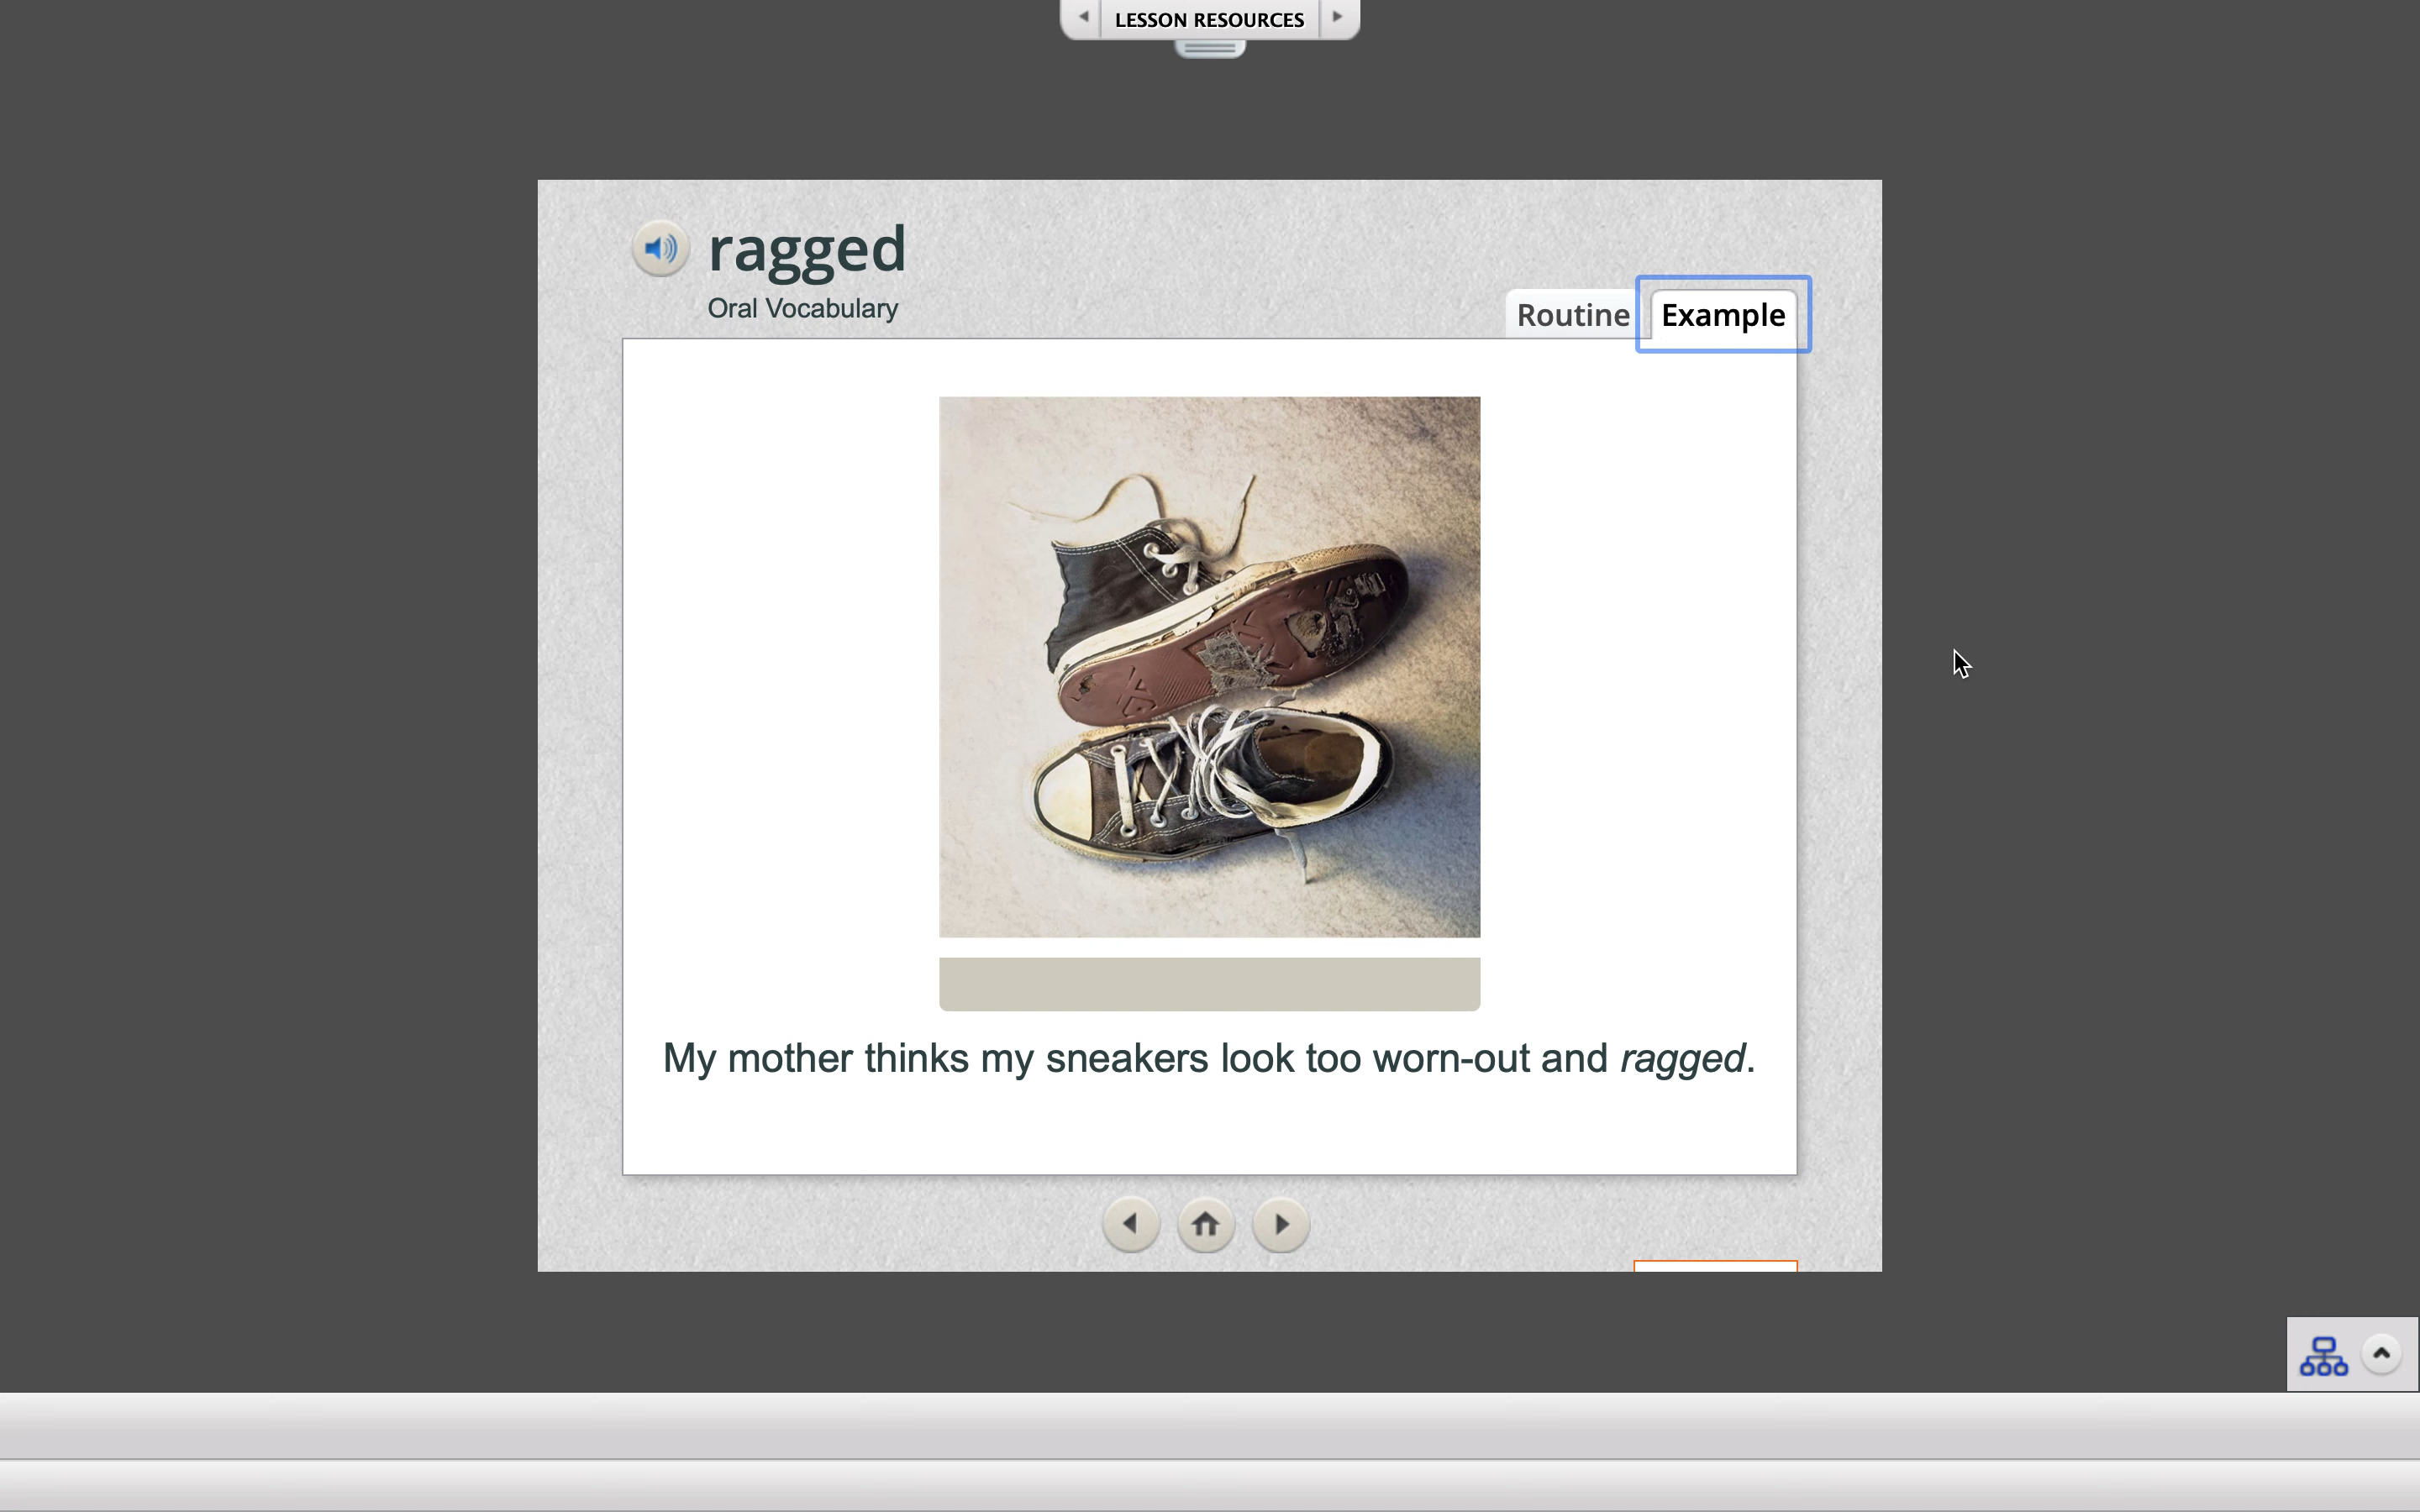 LESSON RESOURCES
ragged
Oral Vocabulary
Routine
Example
My mother thinks my sneakers look too worn-out and ragged.